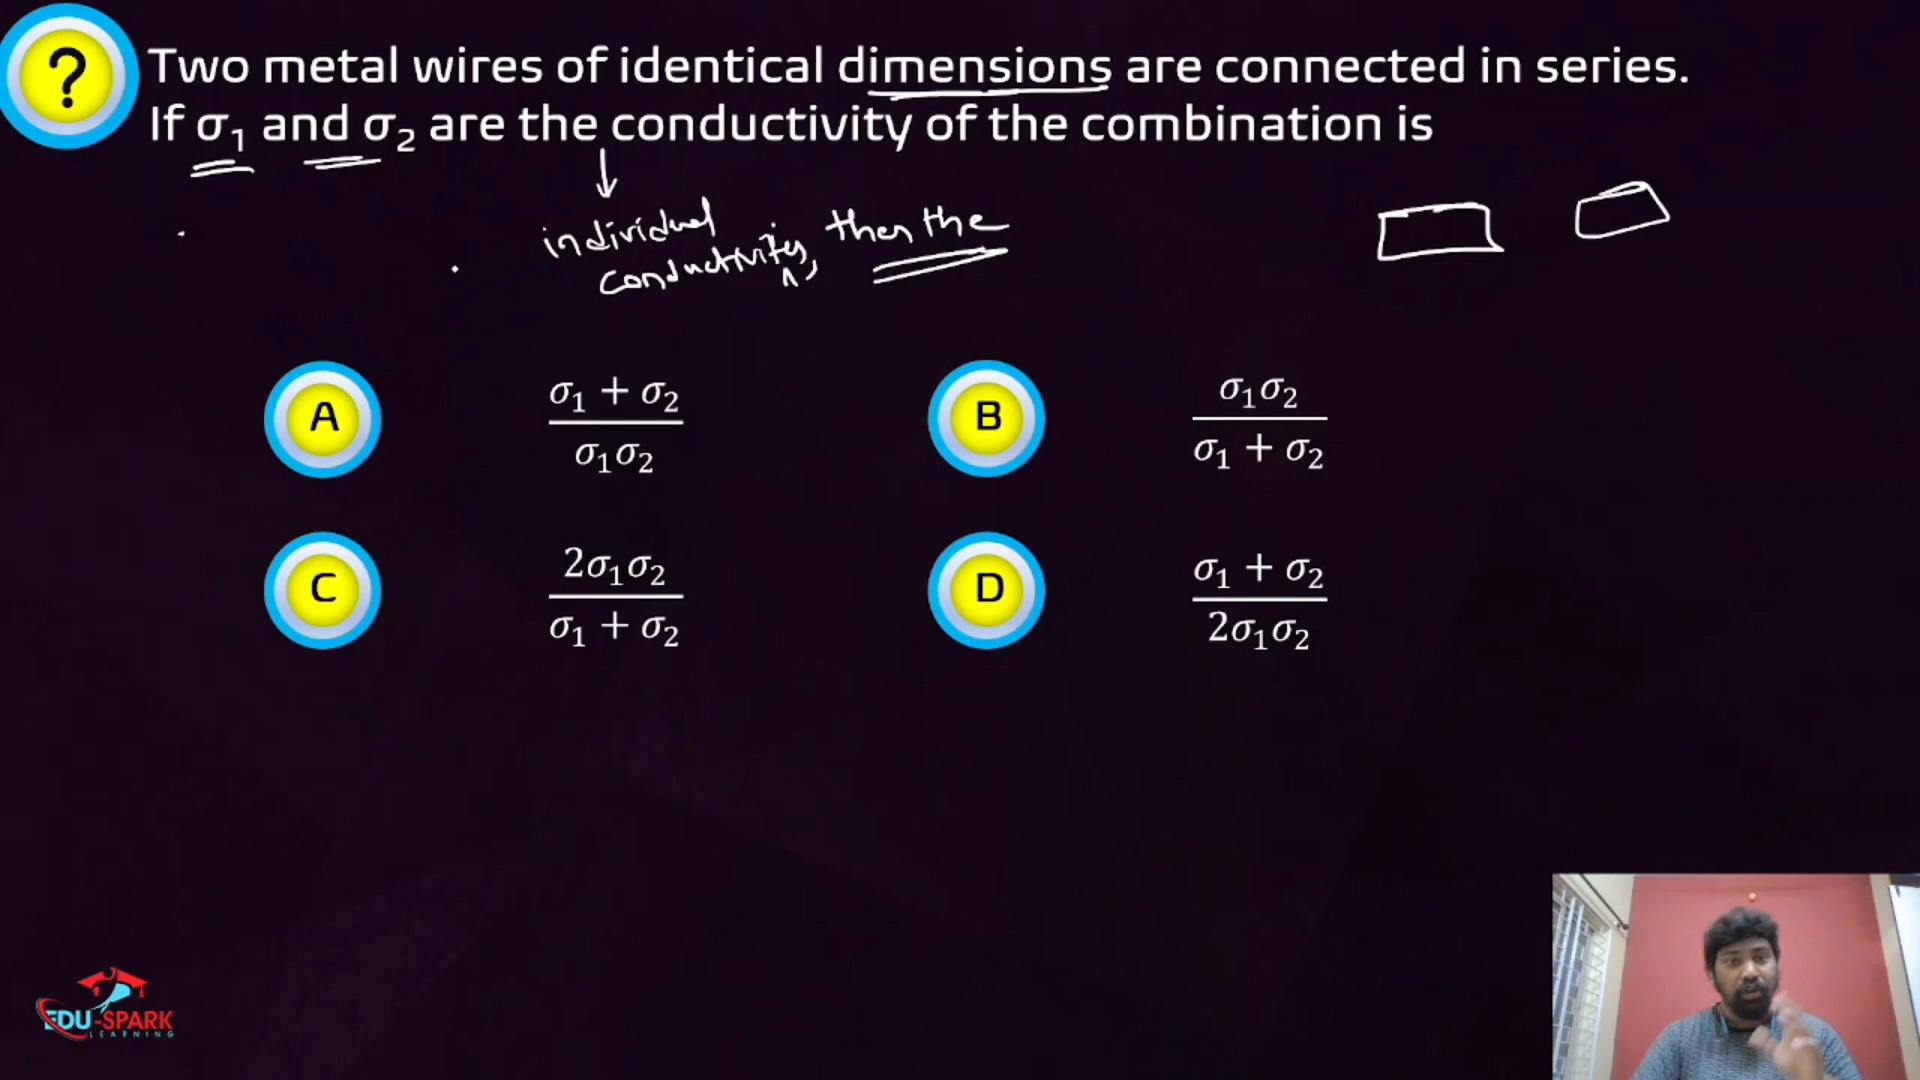 ?
Two metal wires of identical dimensions are connected in series.
If σ₁ and σ₂ are the conductivity of the combination is
individual
conductivity, then the
A
σ₁ + σ₂
σ₁σ₂
B
σ₁σ₂
σ₁ + σ₂
C
2σ₁σ₂
σ₁ + σ₂
D
σ₁ + σ₂
2σ₁σ₂
EDU-SPARK
LEARNING